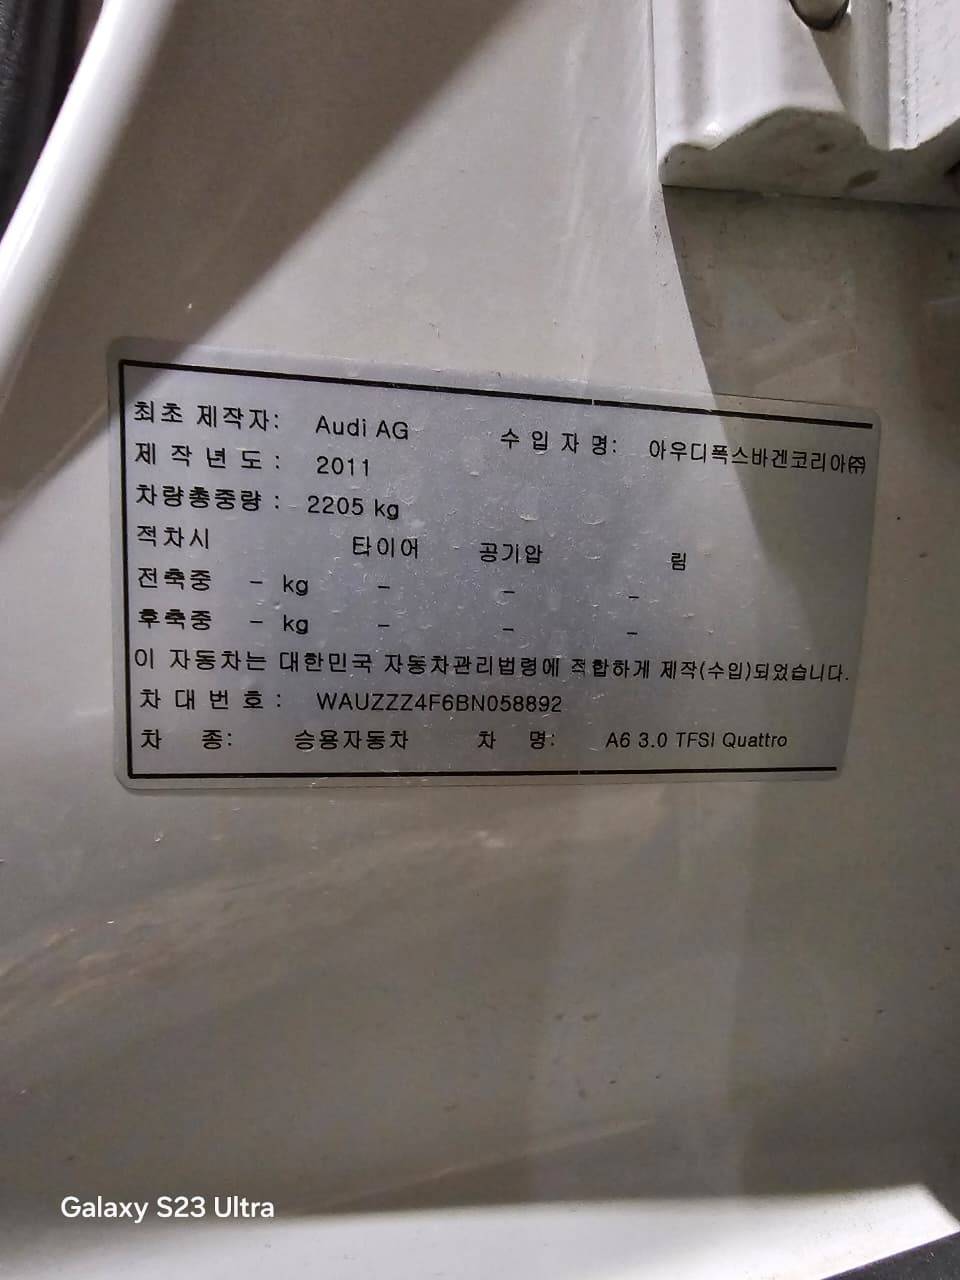 최초 제작자: Audi AG 수 입 자 명: 아우디폭스바겐코리아㈜
제 작 년 도 : 2011
차량총중량 : 2205 kg
적차시 타이어 공기압 림
전축중 - kg - - -
후축중 - kg - - -
이 자동차는 대한민국 자동차관리법령에 적합하게 제작(수입)되었습니다.
차 대 번 호 : WAUZZZ4F6BN058892
차 종: 승용자동차 차 명: A6 3.0 TFSI Quattro
Galaxy S23 Ultra